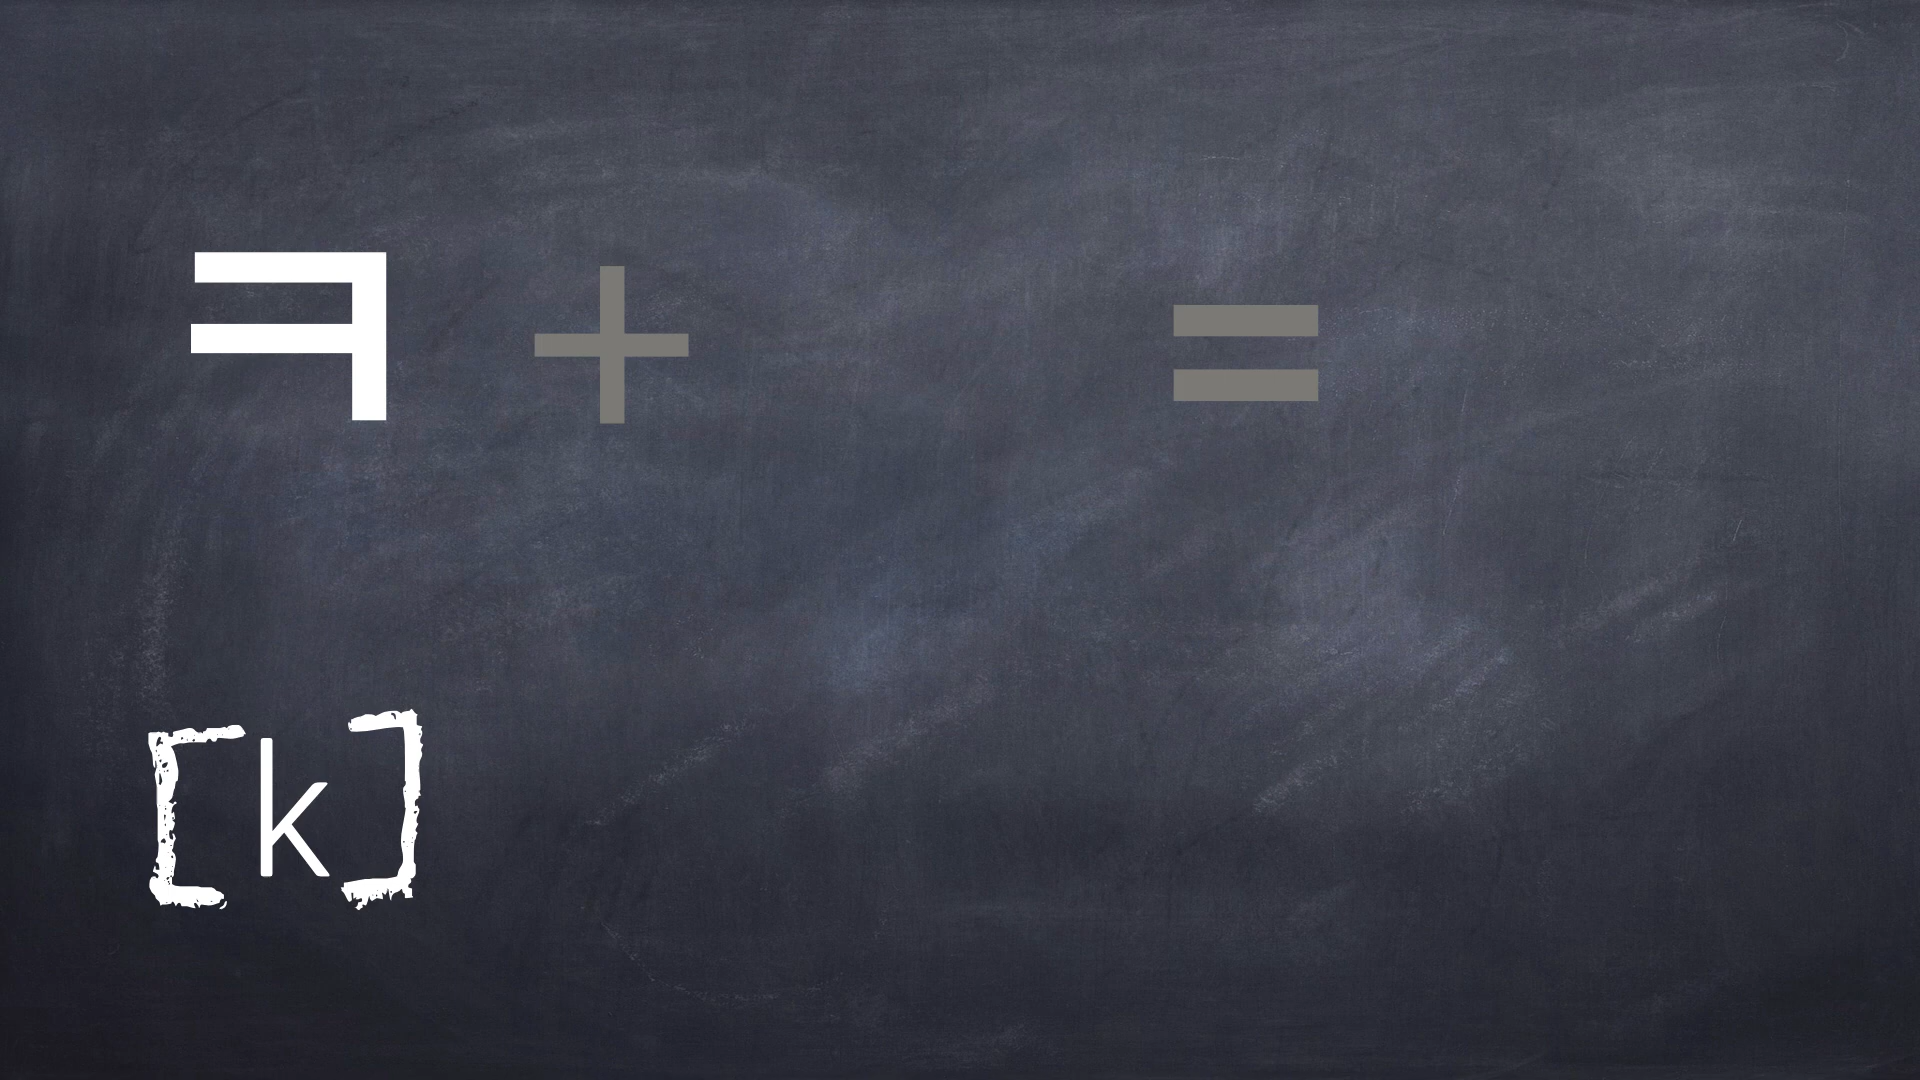 ㅋ + =
[k]